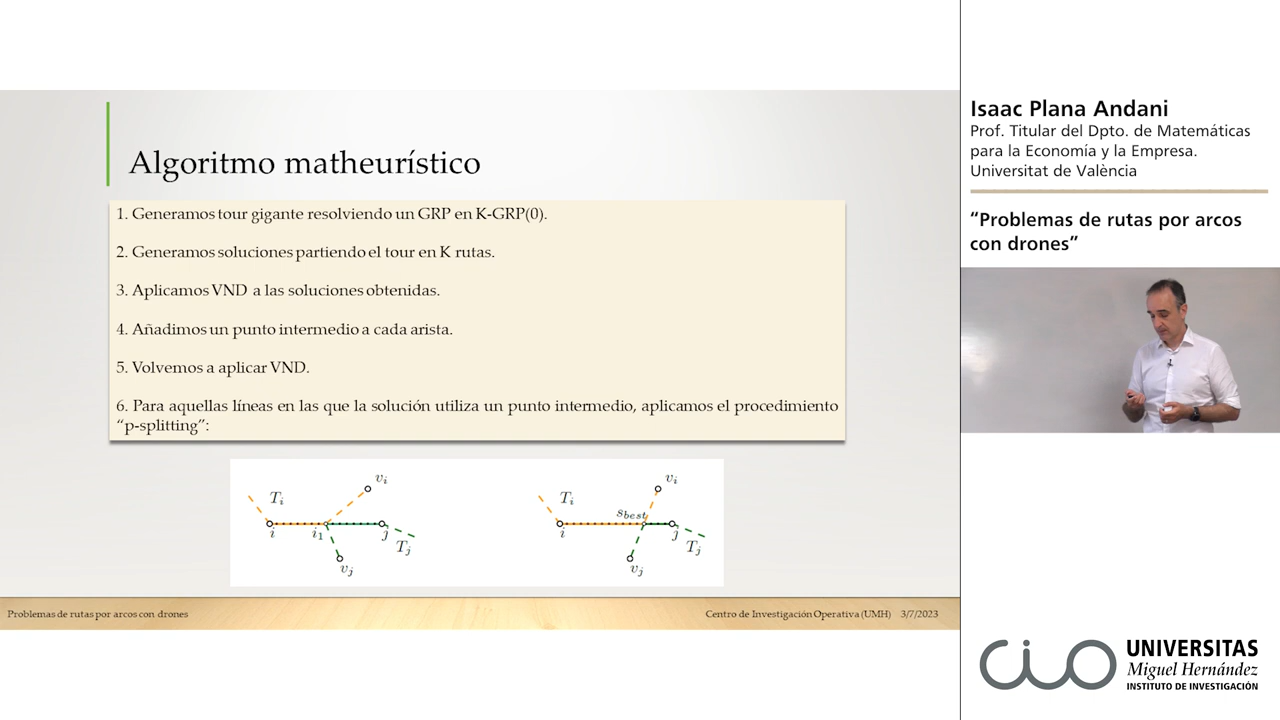 Algoritmo matheurístico
1. Generamos tour gigante resolviendo un GRP en K-GRP(0).
2. Generamos soluciones partiendo el tour en K rutas.
3. Aplicamos VND a las soluciones obtenidas.
4. Añadimos un punto intermedio a cada arista.
5. Volvemos a aplicar VND.
6. Para aquellas líneas en las que la solución utiliza un punto intermedio, aplicamos el procedimiento
“p-splitting”:
T_i
v_i
i
i_1
j
T_j
v_j
T_i
v_i
s_best
i
j
T_j
v_j
Problemas de rutas por arcos con drones
Centro de Investigación Operativa (UMH) 3/7/2023
Isaac Plana Andani
Prof. Titular del Dpto. de Matemáticas
para la Economía y la Empresa.
Universitat de València
“Problemas de rutas por arcos
con drones”
cio
UNIVERSITAS
Miguel Hernández
INSTITUTO DE INVESTIGACIÓN